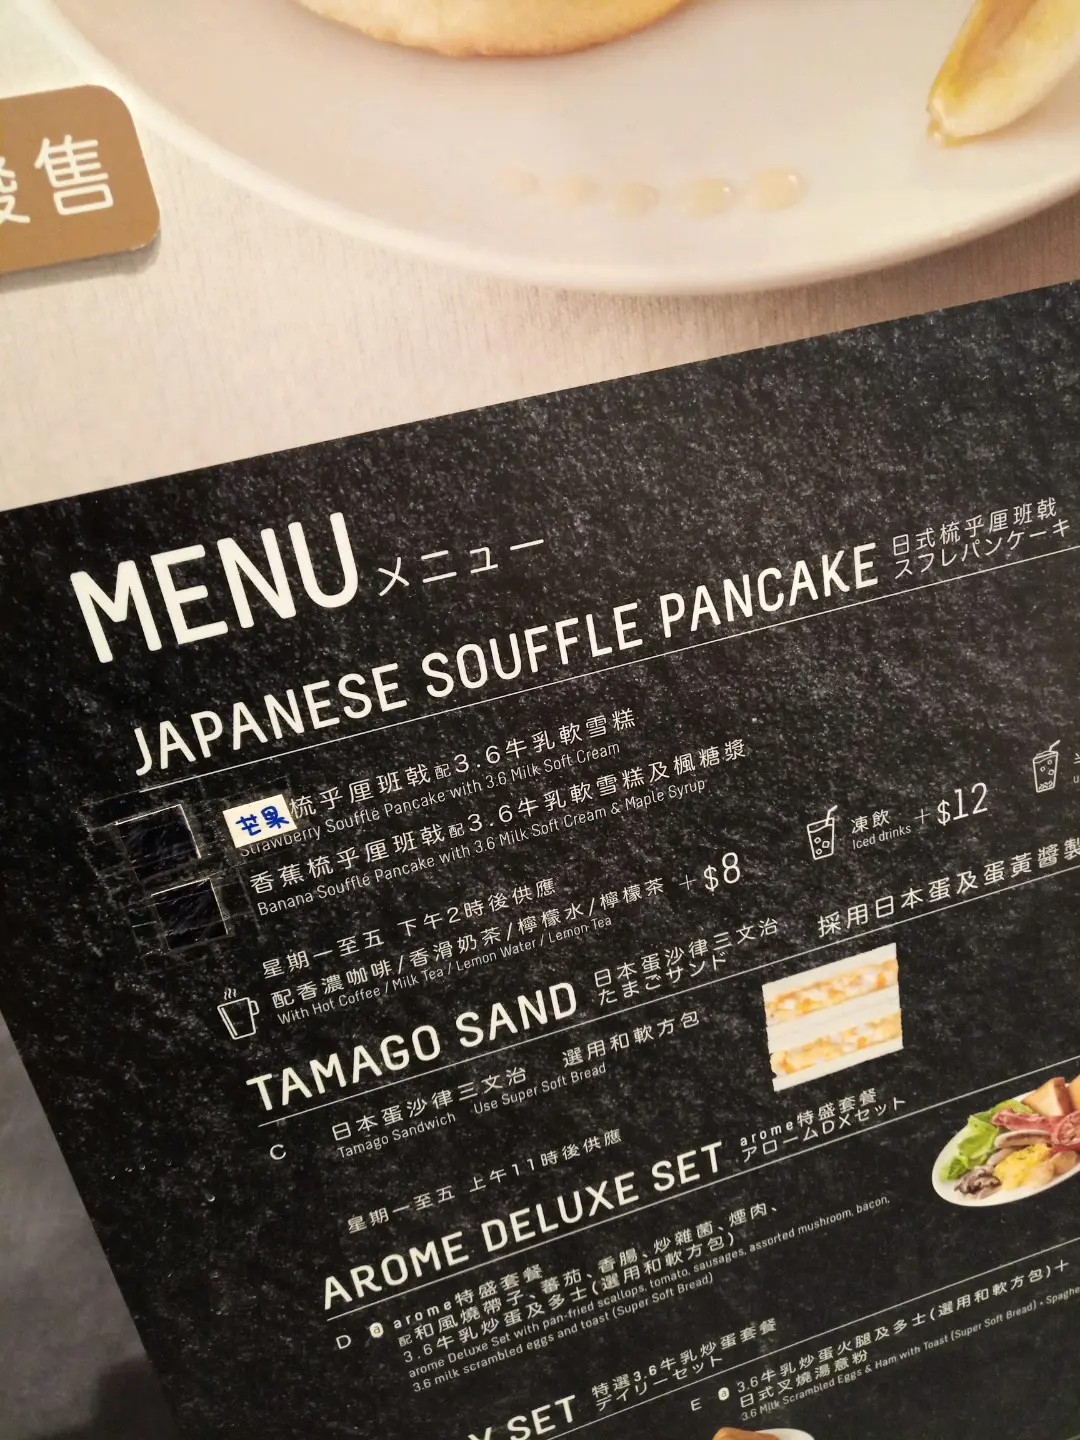 發售
MENU メニュー
JAPANESE SOUFFLE PANCAKE 日式梳乎厘班戟
スフレパンケーキ
芒果梳乎厘班戟配3.6牛乳軟雪糕
Strawberry Souffle Pancake with 3.6 Milk Soft Cream
香蕉梳乎厘班戟配3.6牛乳軟雪糕及楓糖漿
Banana Souffle Pancake with 3.6 Milk Soft Cream & Maple Syrup
星期一至五 下午2時後供應
配香濃咖啡/香滑奶茶/檸檬水/檸檬茶 +$8
With Hot Coffee / Milk Tea / Lemon Water / Lemon Tea
凍飲 +$12
Iced drinks
TAMAGO SAND 日本蛋沙律三文治
たまごサンド
採用日本蛋及蛋黃醬製
C 日本蛋沙律三文治 選用和軟方包
Tamago Sandwich Use Super Soft Bread
星期一至五 上午11時後供應
AROME DELUXE SET arome特盛套餐
アロームDXセット
D a arome特盛套餐
配和風燒帶子、蕃茄、香腸、炒雜菌、煙肉、
3.6牛乳炒蛋及多士(選用和軟方包)
arome Deluxe Set with pan-fried scallops, tomato, sausages, assorted mushroom, bacon,
3.6 milk scrambled eggs and toast (Super Soft Bread)
Y SET 特選3.6牛乳炒蛋套餐
デイリーセット
E a 3.6牛乳炒蛋火腿及多士(選用和軟方包)+
日式叉燒湯意粉
3.6 Milk Scrambled Eggs & Ham with Toast (Super Soft Bread) + Spaghe